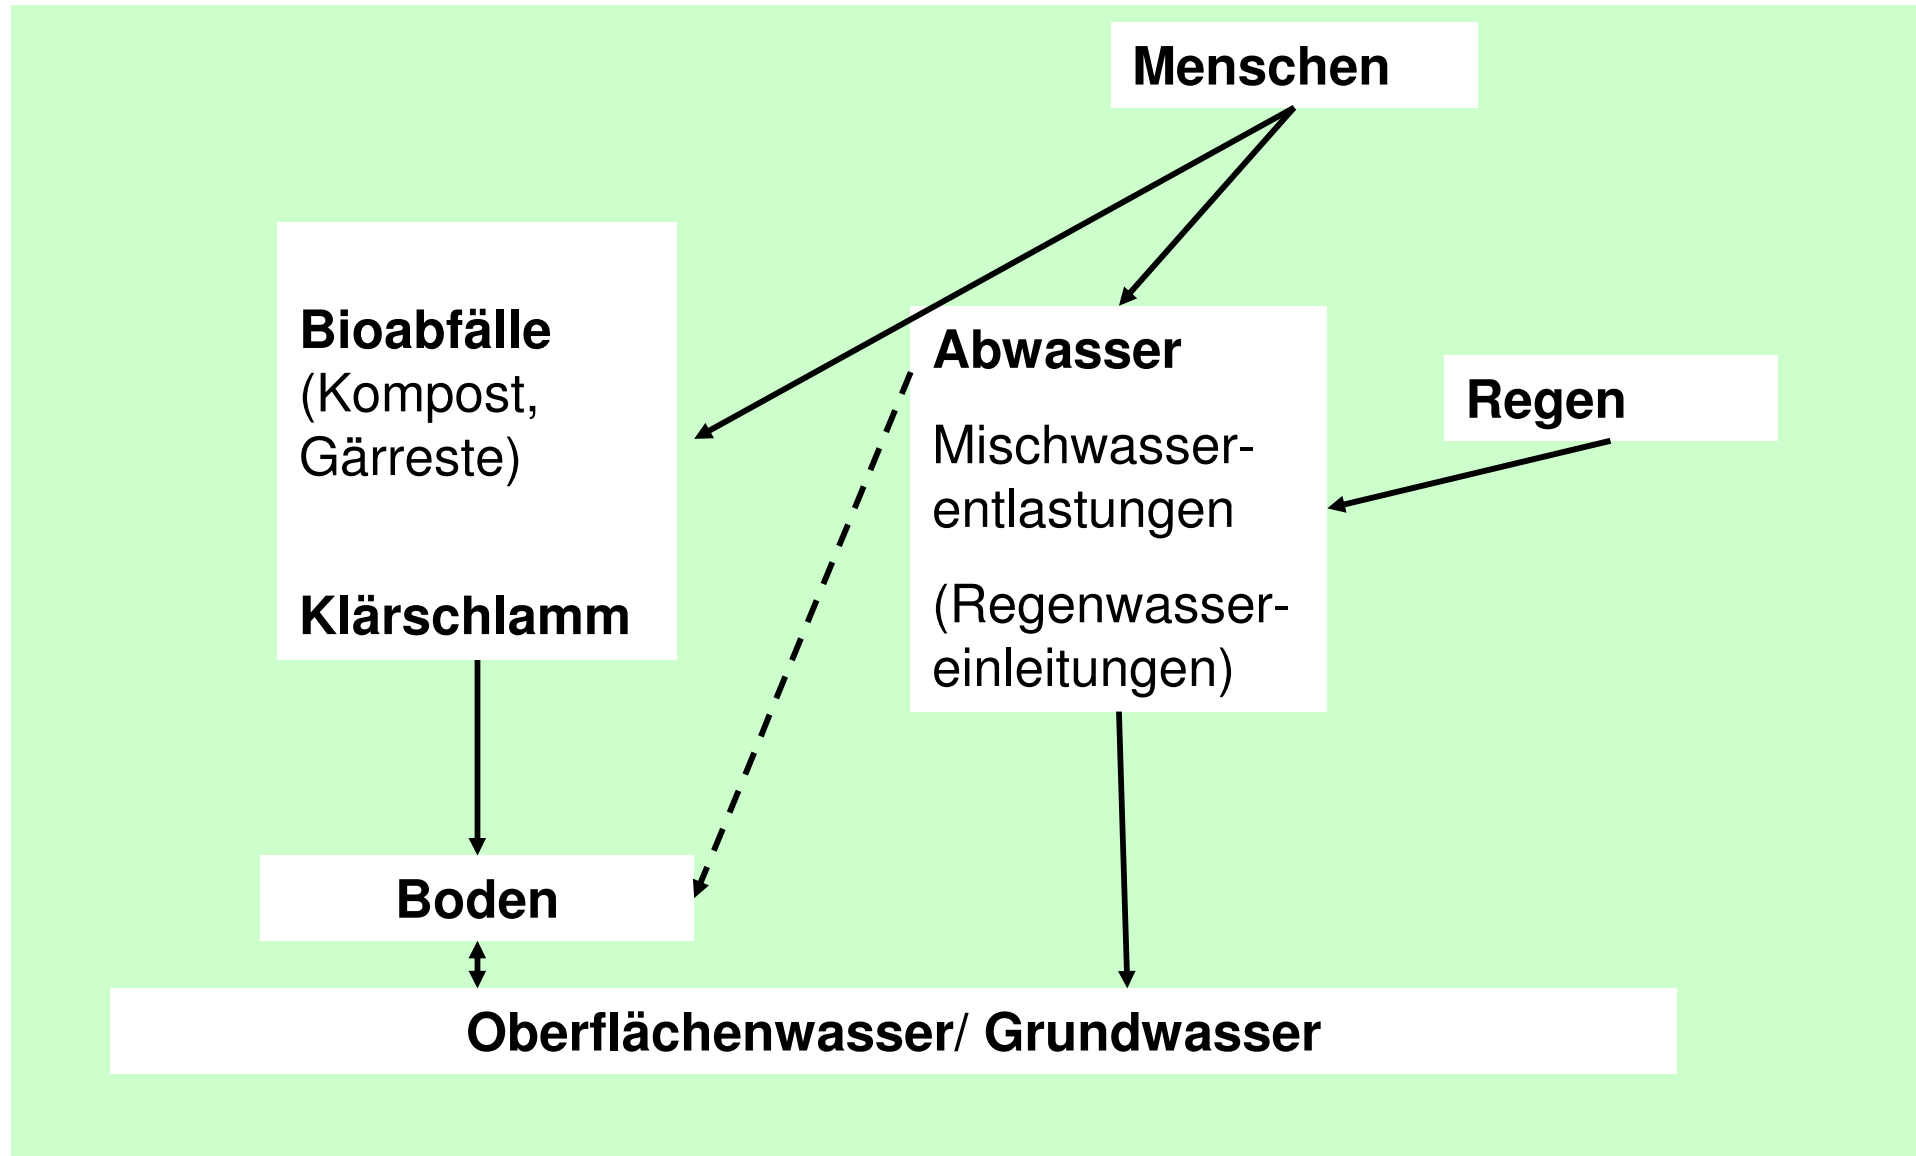 Menschen
Bioabfälle
(Kompost,
Gärreste)
Klärschlamm
Abwasser
Mischwasser-
entlastungen
(Regenwasser-
einleitungen)
Regen
Boden
Oberflächenwasser/ Grundwasser